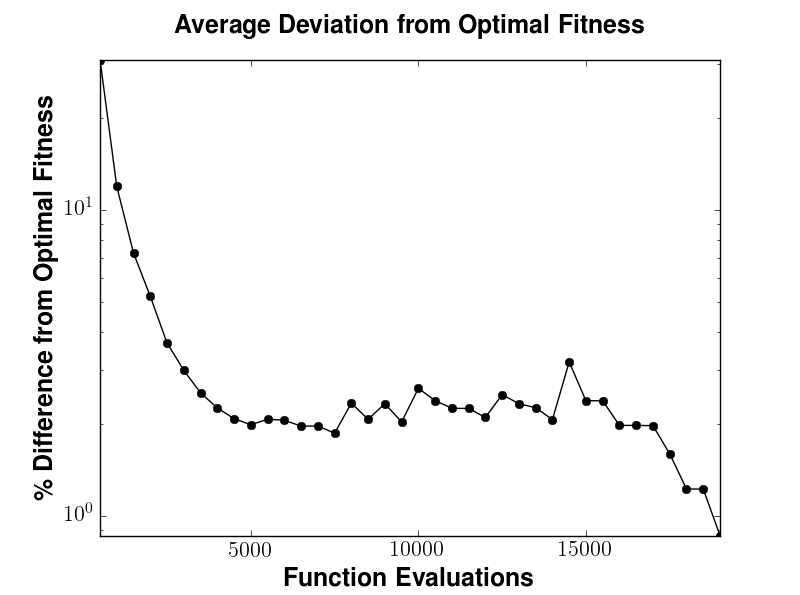 Average Deviation from Optimal Fitness
% Difference from Optimal Fitness
10¹
10⁰
5000
10000
15000
Function Evaluations